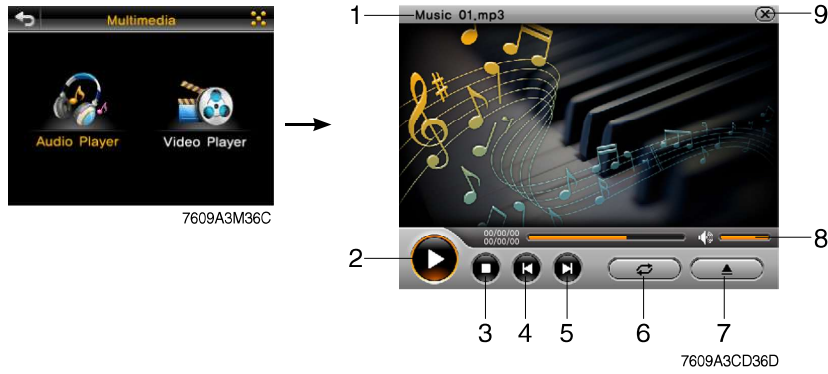 Multimedia
Audio Player
Video Player
7609A3M36C
1
Music 01.mp3
9
00/00/00
00/00/00
8
2
3
4
5
6
7
7609A3CD36D